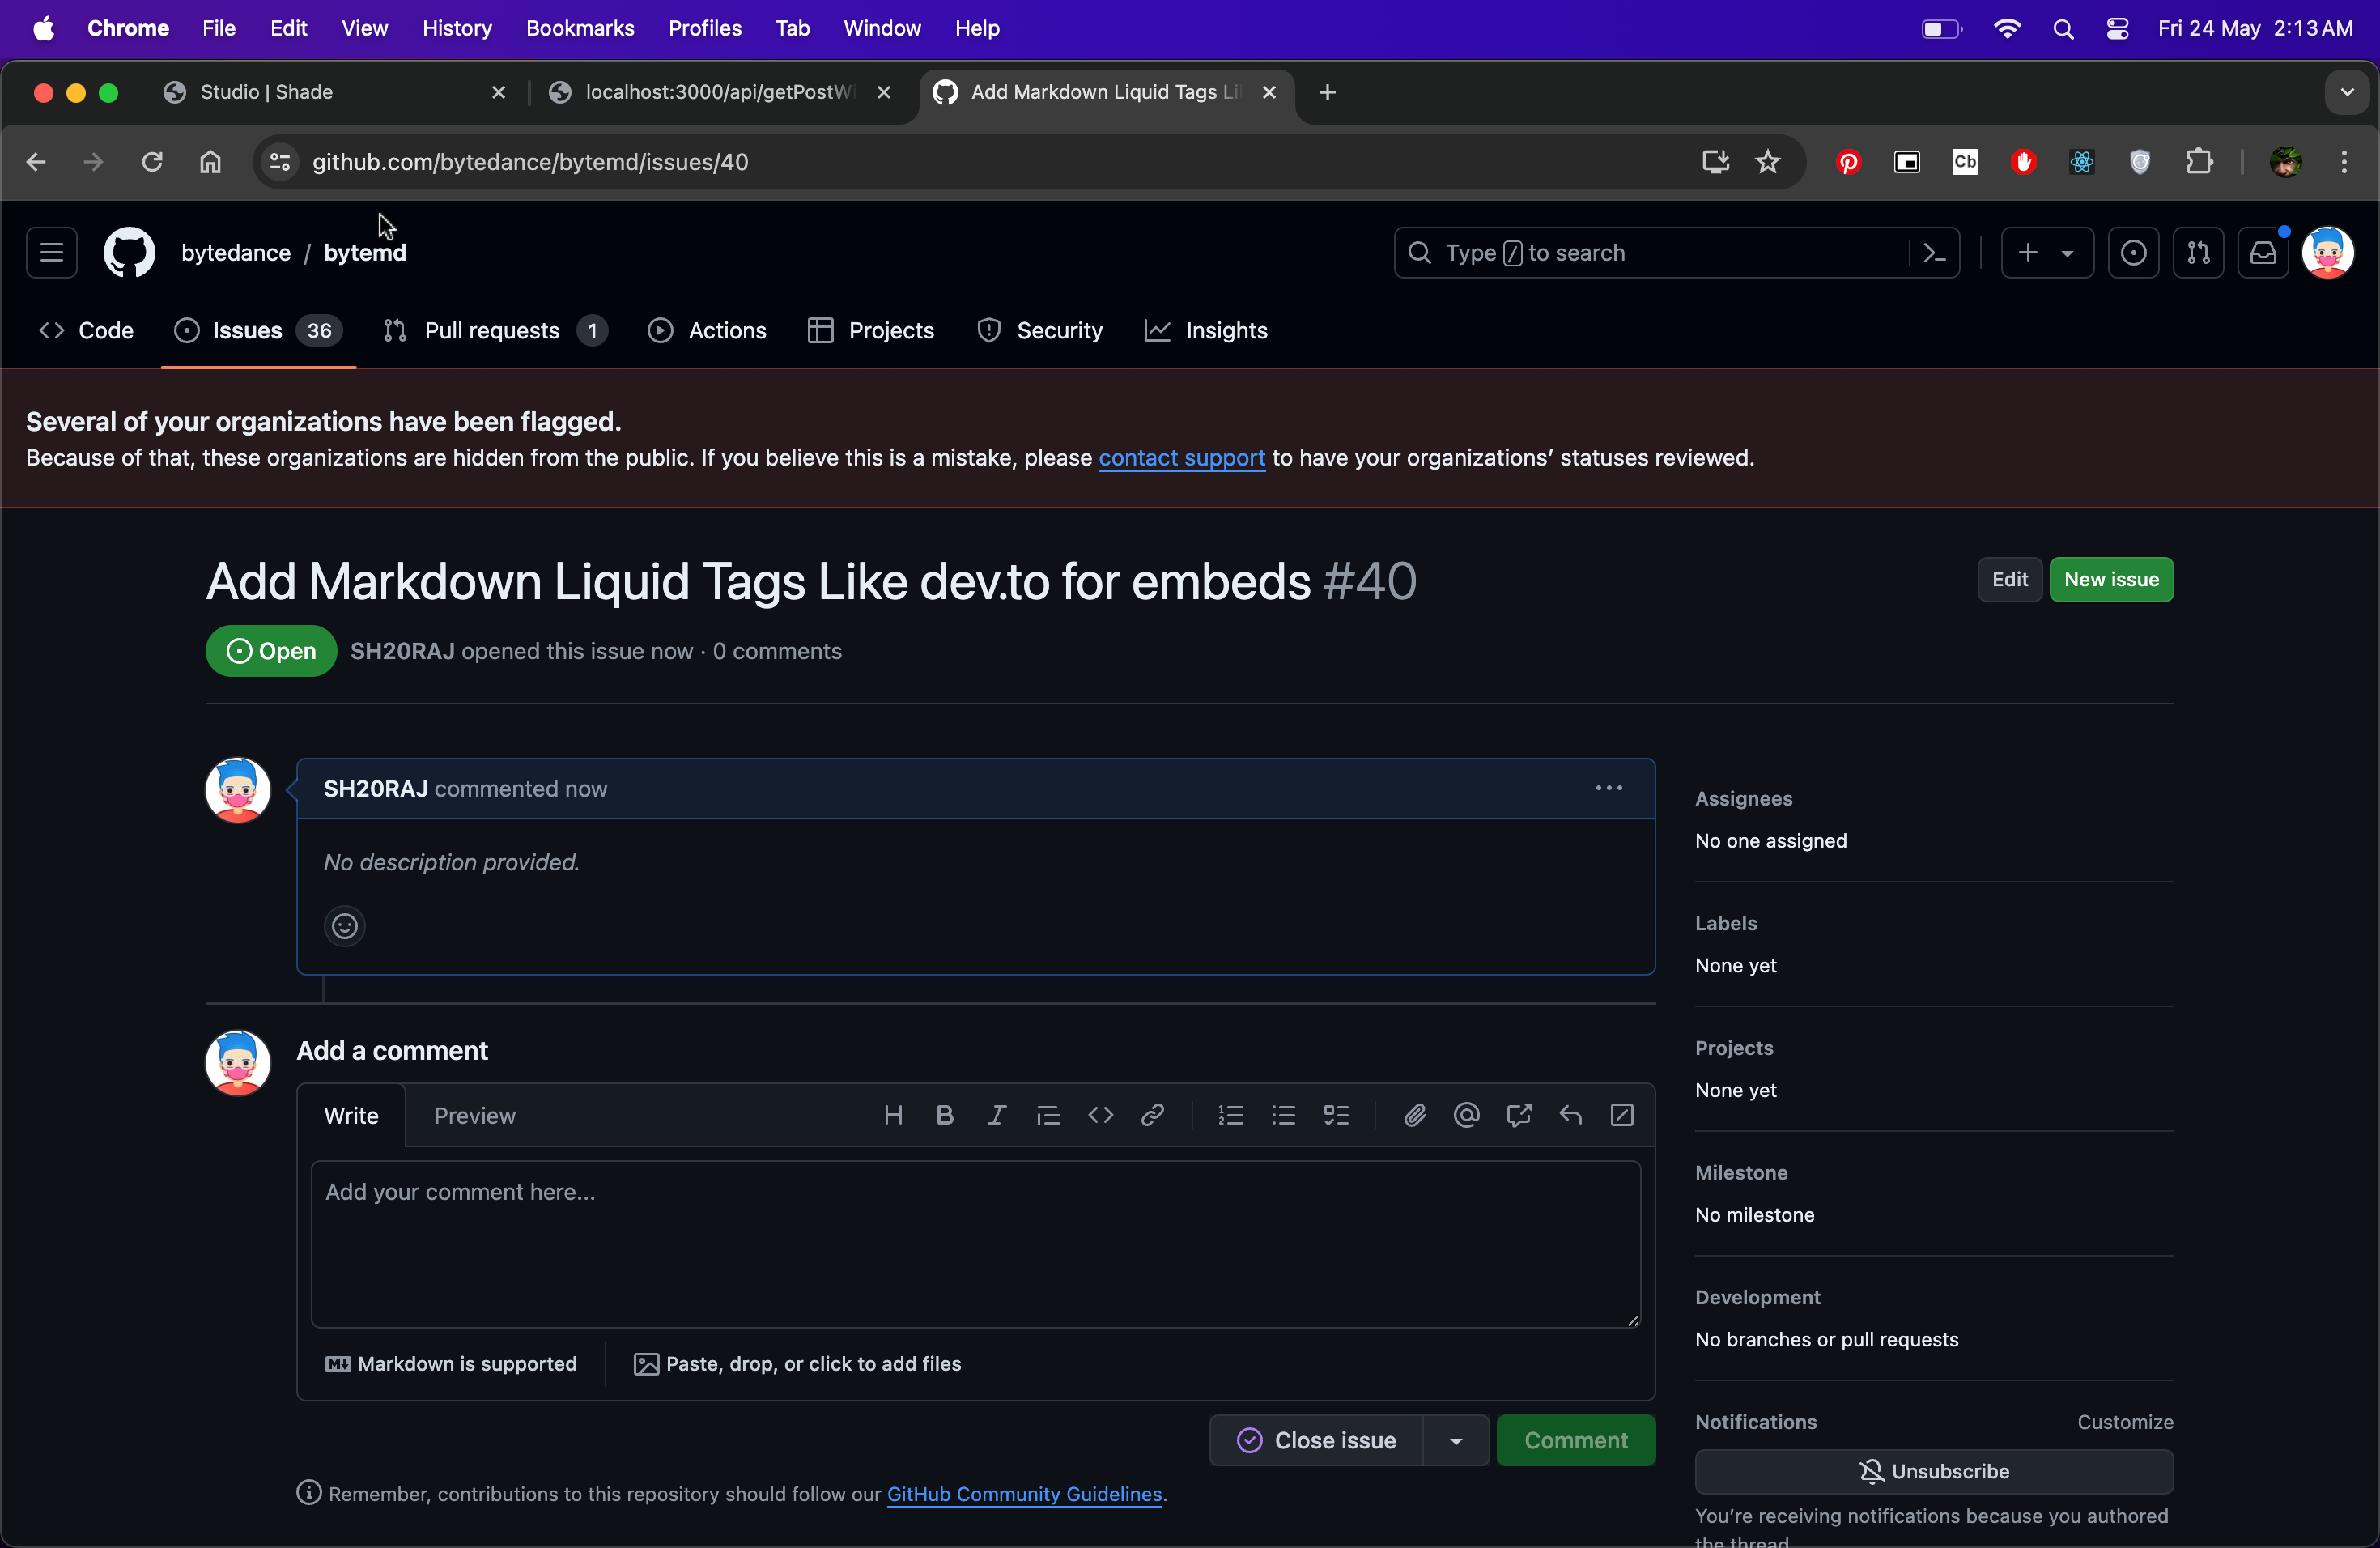 Chrome File Edit View History Bookmarks Profiles Tab Window Help Fri 24 May 2:13 AM
Studio | Shade localhost:3000/api/getPostWi Add Markdown Liquid Tags Li
github.com/bytedance/bytemd/issues/40 Cb
bytedance / bytemd Type / to search
Code Issues 36 Pull requests 1 Actions Projects Security Insights
Several of your organizations have been flagged.
Because of that, these organizations are hidden from the public. If you believe this is a mistake, please contact support to have your organizations’ statuses reviewed.
Add Markdown Liquid Tags Like dev.to for embeds #40
Edit New issue
Open SH20RAJ opened this issue now · 0 comments
SH20RAJ commented now
No description provided.
Add a comment
Write Preview
Add your comment here...
Markdown is supported Paste, drop, or click to add files
Close issue Comment
Remember, contributions to this repository should follow our GitHub Community Guidelines.
Assignees
No one assigned
Labels
None yet
Projects
None yet
Milestone
No milestone
Development
No branches or pull requests
Notifications Customize
Unsubscribe
You’re receiving notifications because you authored
the thread.